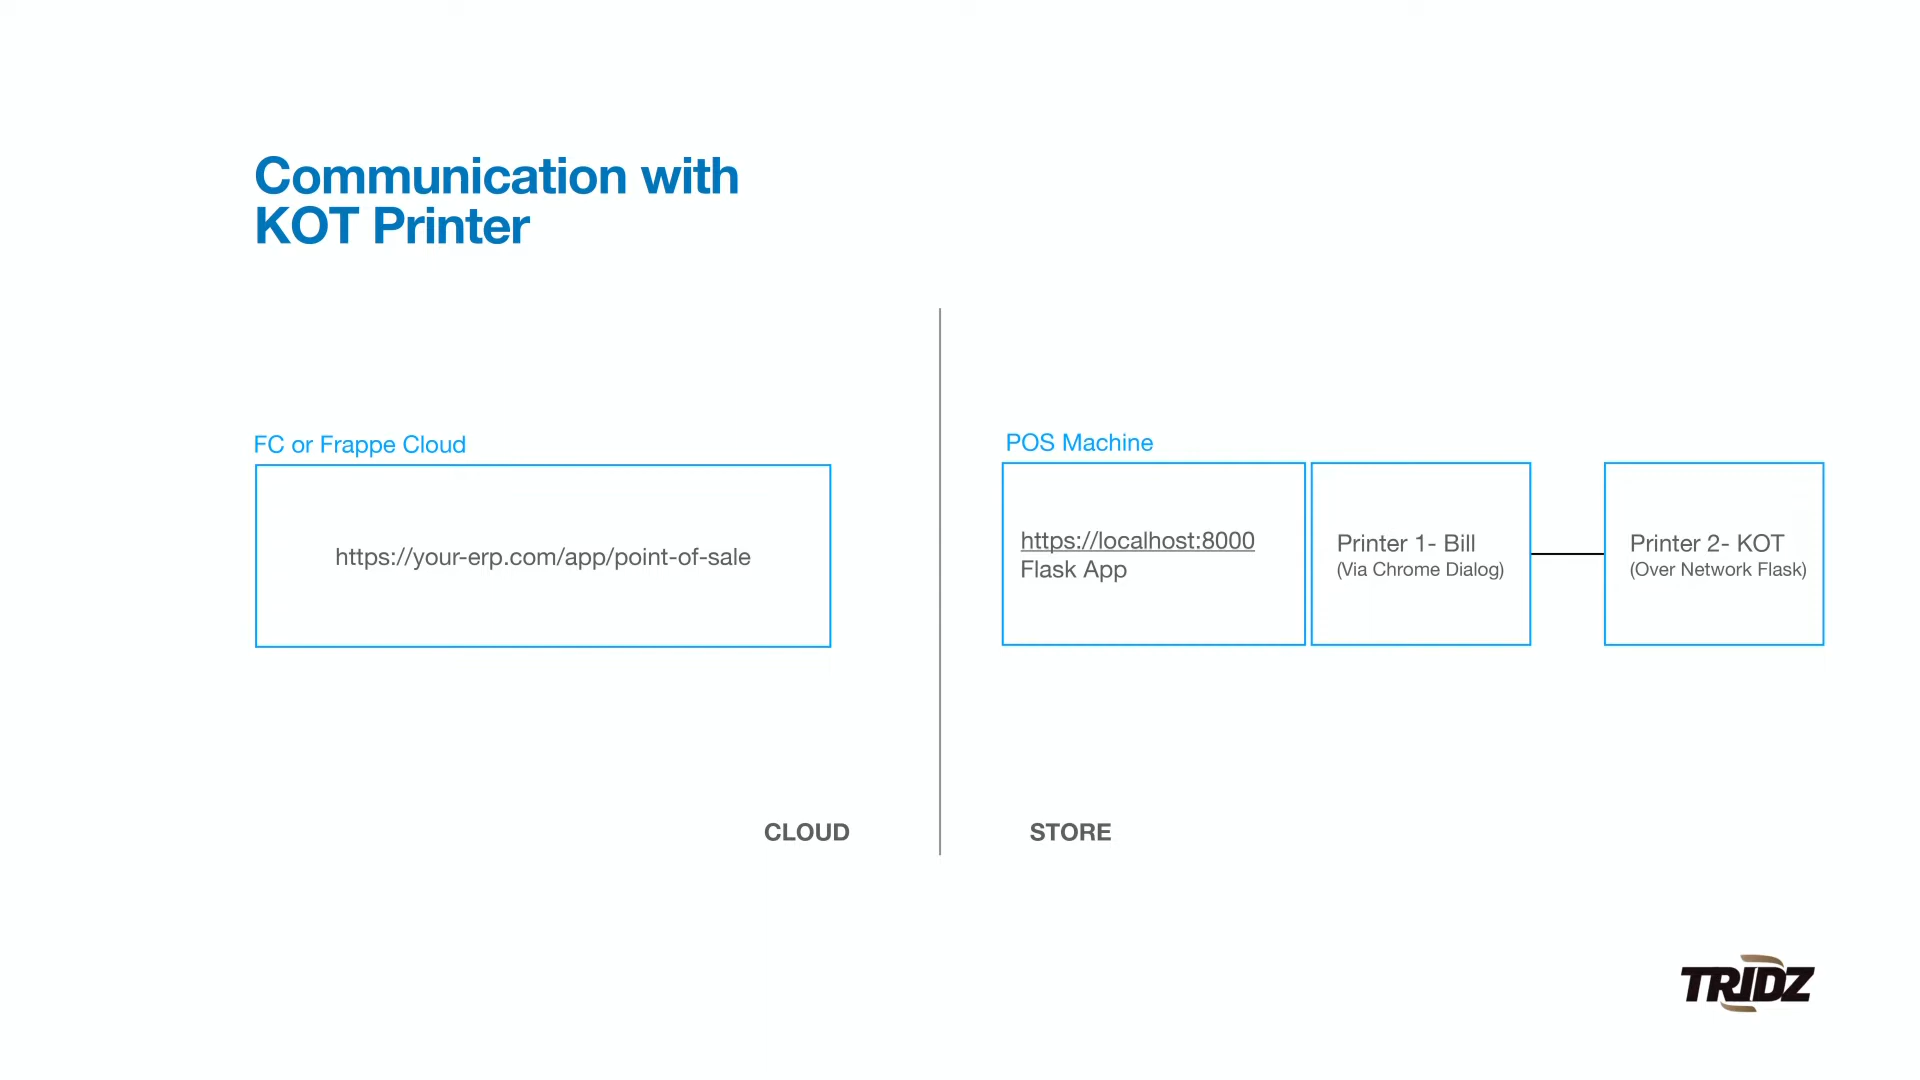 Communication with
KOT Printer
FC or Frappe Cloud
https://your-erp.com/app/point-of-sale
POS Machine
https://localhost:8000
Flask App
Printer 1- Bill
(Via Chrome Dialog)
Printer 2- KOT
(Over Network Flask)
CLOUD
STORE
TRIDZ